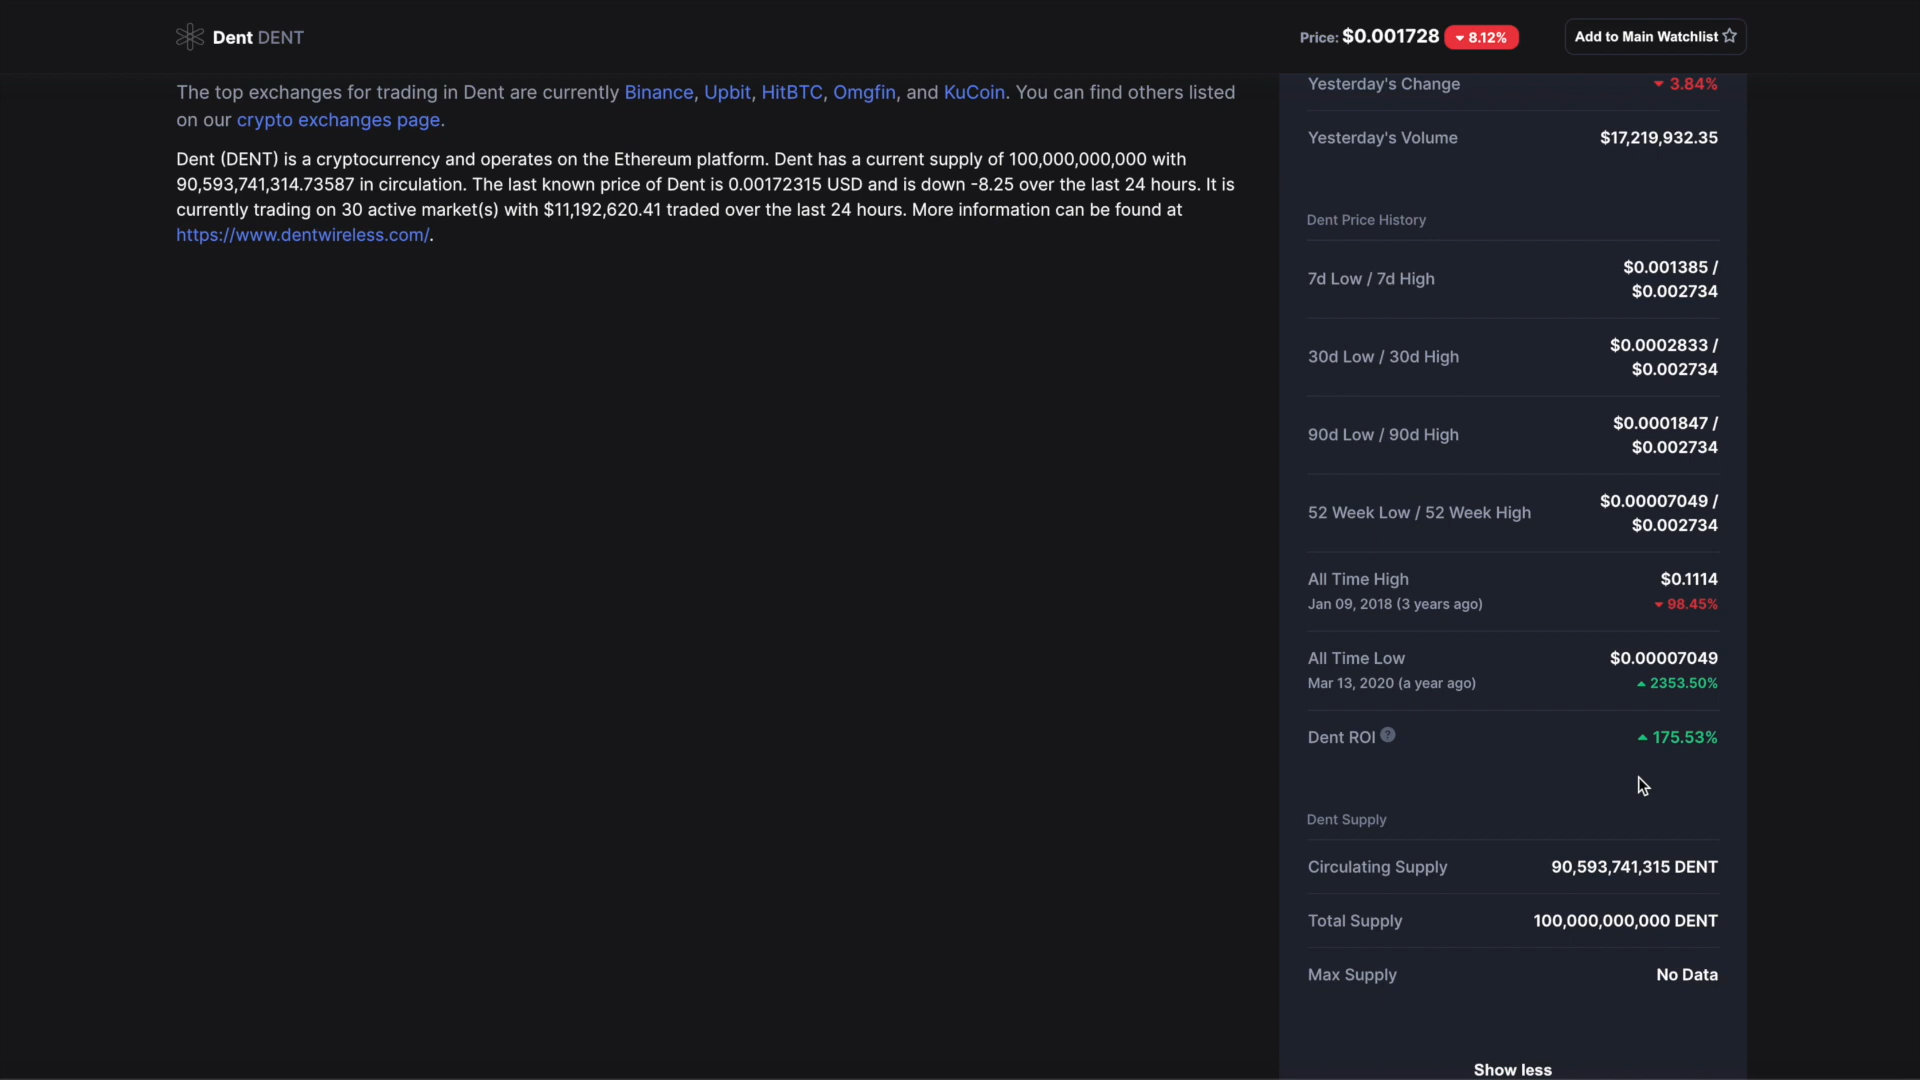 Dent DENT
Price: $0.001728 8.12%
Add to Main Watchlist
The top exchanges for trading in Dent are currently Binance, Upbit, HitBTC, Omgfin, and KuCoin. You can find others listed
on our crypto exchanges page.
Dent (DENT) is a cryptocurrency and operates on the Ethereum platform. Dent has a current supply of 100,000,000,000 with
90,593,741,314.73587 in circulation. The last known price of Dent is 0.00172315 USD and is down -8.25 over the last 24 hours. It is
currently trading on 30 active market(s) with $11,192,620.41 traded over the last 24 hours. More information can be found at
https://www.dentwireless.com/.
Yesterday's Change 3.84%
Yesterday's Volume $17,219,932.35
Dent Price History
7d Low / 7d High $0.001385 /
$0.002734
30d Low / 30d High $0.0002833 /
$0.002734
90d Low / 90d High $0.0001847 /
$0.002734
52 Week Low / 52 Week High $0.00007049 /
$0.002734
All Time High $0.1114
Jan 09, 2018 (3 years ago) 98.45%
All Time Low $0.00007049
Mar 13, 2020 (a year ago) 2353.50%
Dent ROI ? 175.53%
Dent Supply
Circulating Supply 90,593,741,315 DENT
Total Supply 100,000,000,000 DENT
Max Supply No Data
Show less